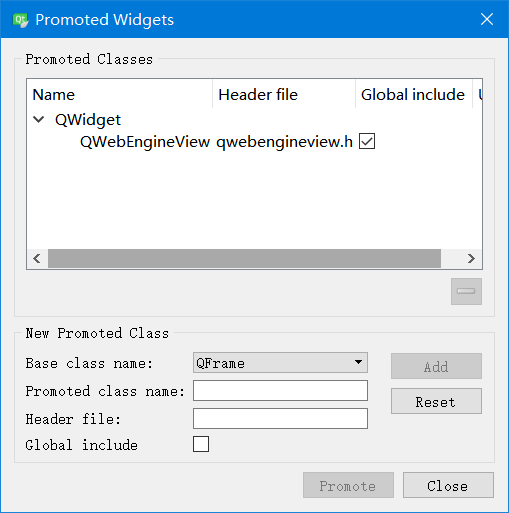 Promoted Widgets
Promoted Classes
Name Header file Global include
QWidget
QWebEngineView qwebengineview.h
New Promoted Class
Base class name: QFrame Add
Promoted class name:
Reset
Header file:
Global include
Promote Close